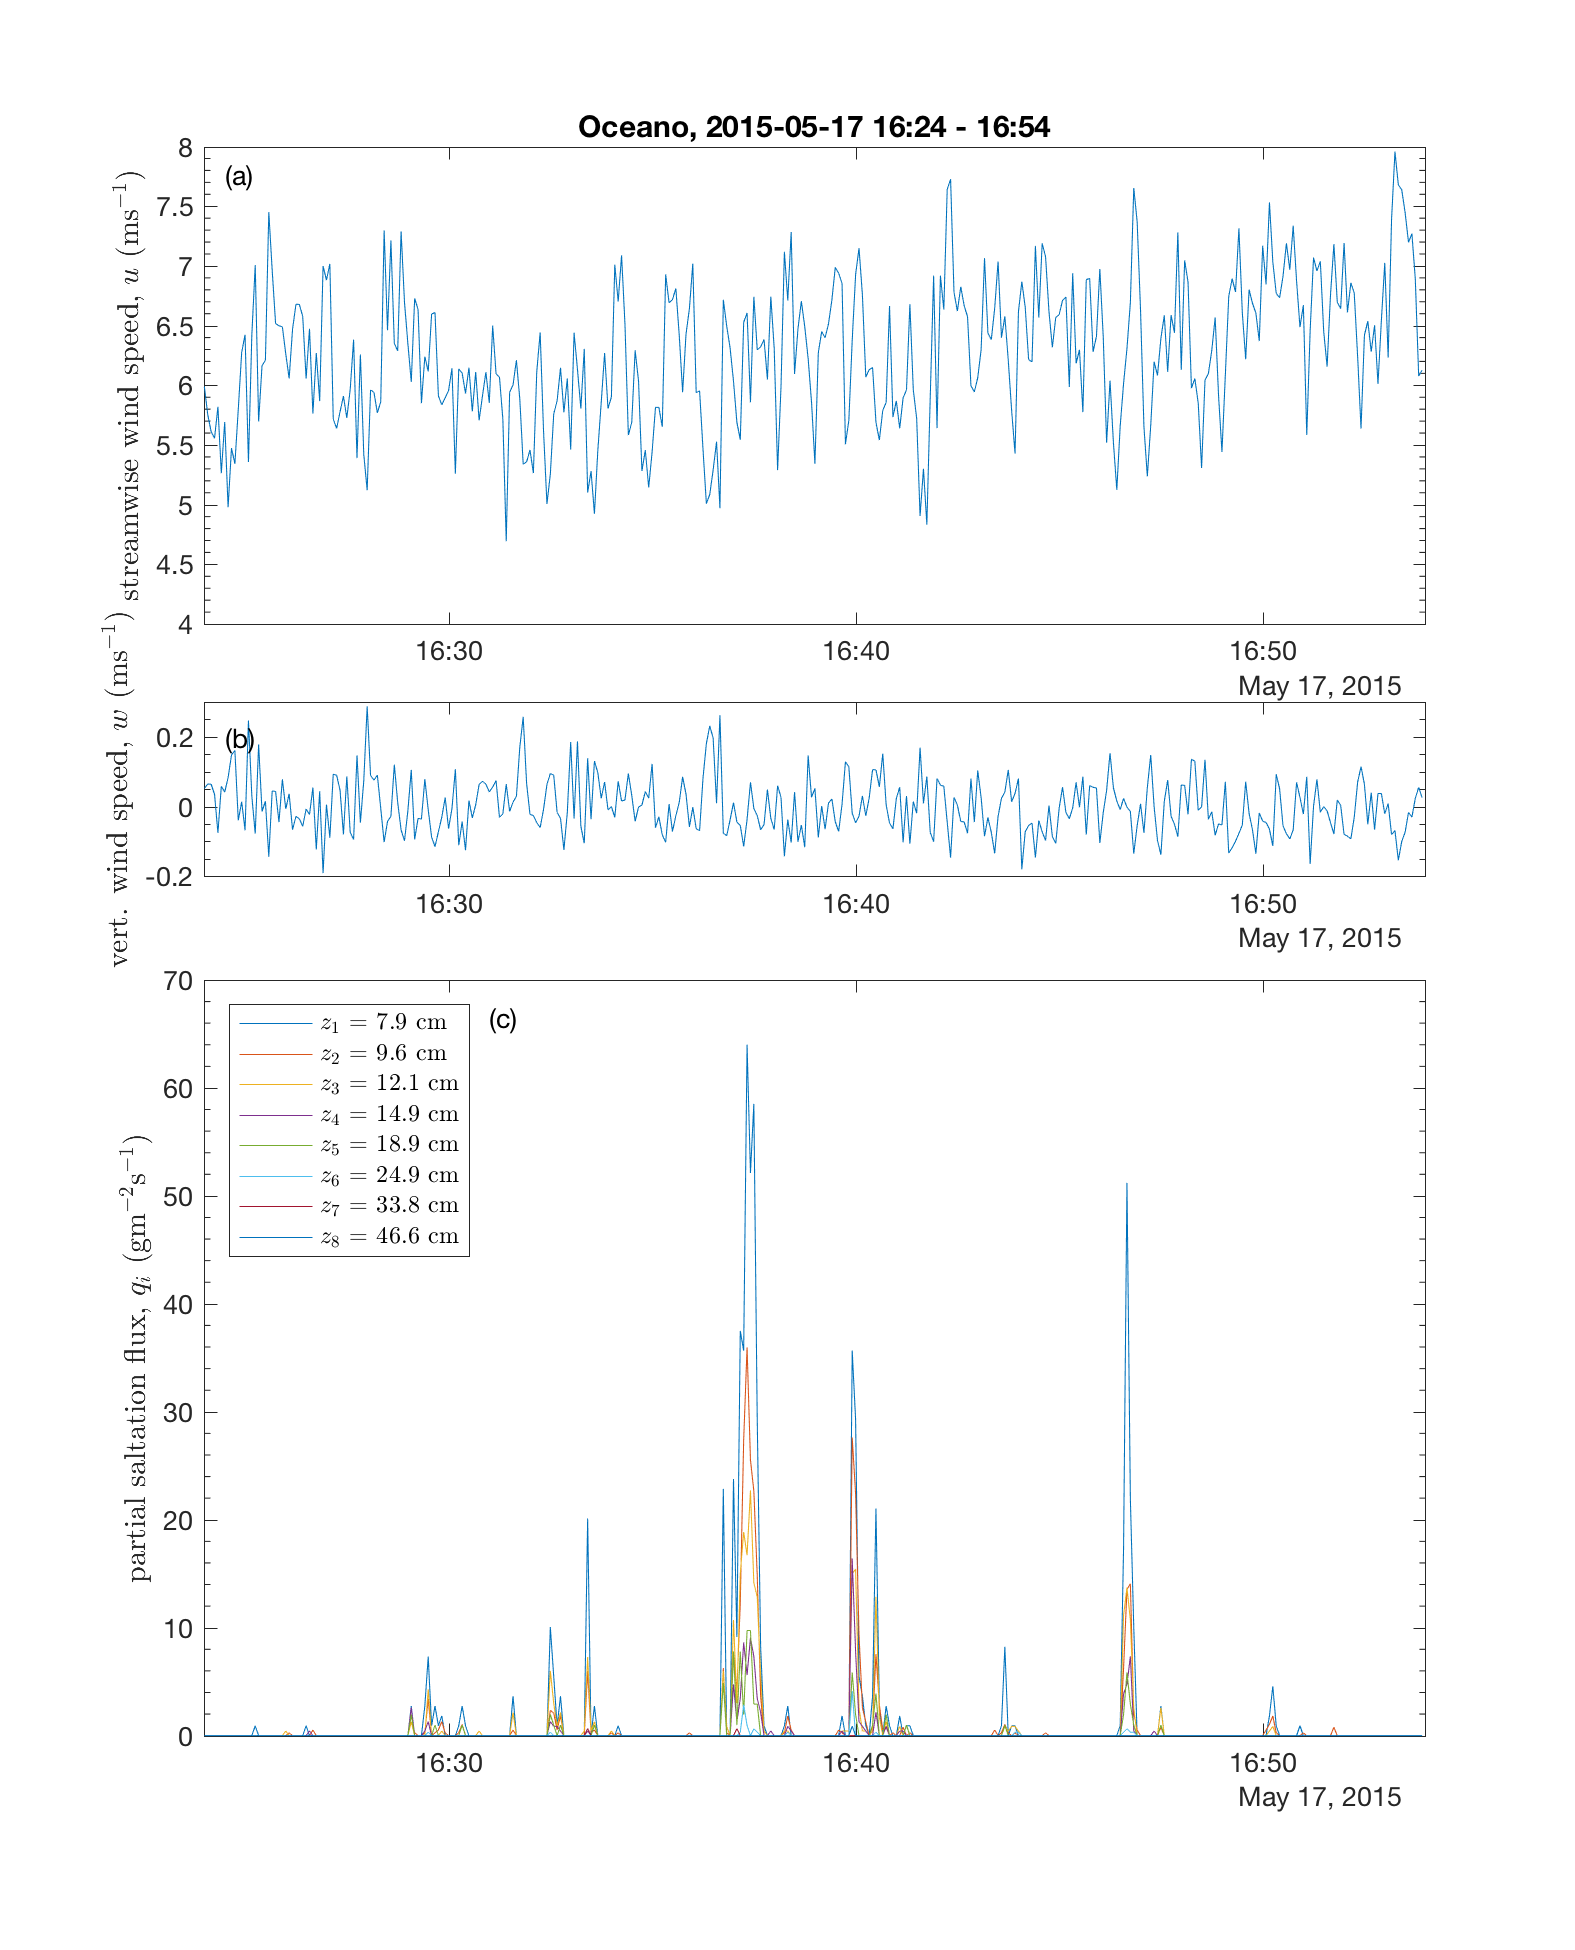 Oceano, 2015-05-17 16:24 - 16:54
(a)
streamwise wind speed, u (ms⁻¹)
8
7.5
7
6.5
6
5.5
5
4.5
4
16:30 16:40 16:50
May 17, 2015
(b)
vert. wind speed, w (ms⁻¹)
0.2
0
-0.2
16:30 16:40 16:50
May 17, 2015
(c)
partial saltation flux, qᵢ (gm⁻²s⁻¹)
70
60
50
40
30
20
10
0
z₁ = 7.9 cm
z₂ = 9.6 cm
z₃ = 12.1 cm
z₄ = 14.9 cm
z₅ = 18.9 cm
z₆ = 24.9 cm
z₇ = 33.8 cm
z₈ = 46.6 cm
16:30 16:40 16:50
May 17, 2015